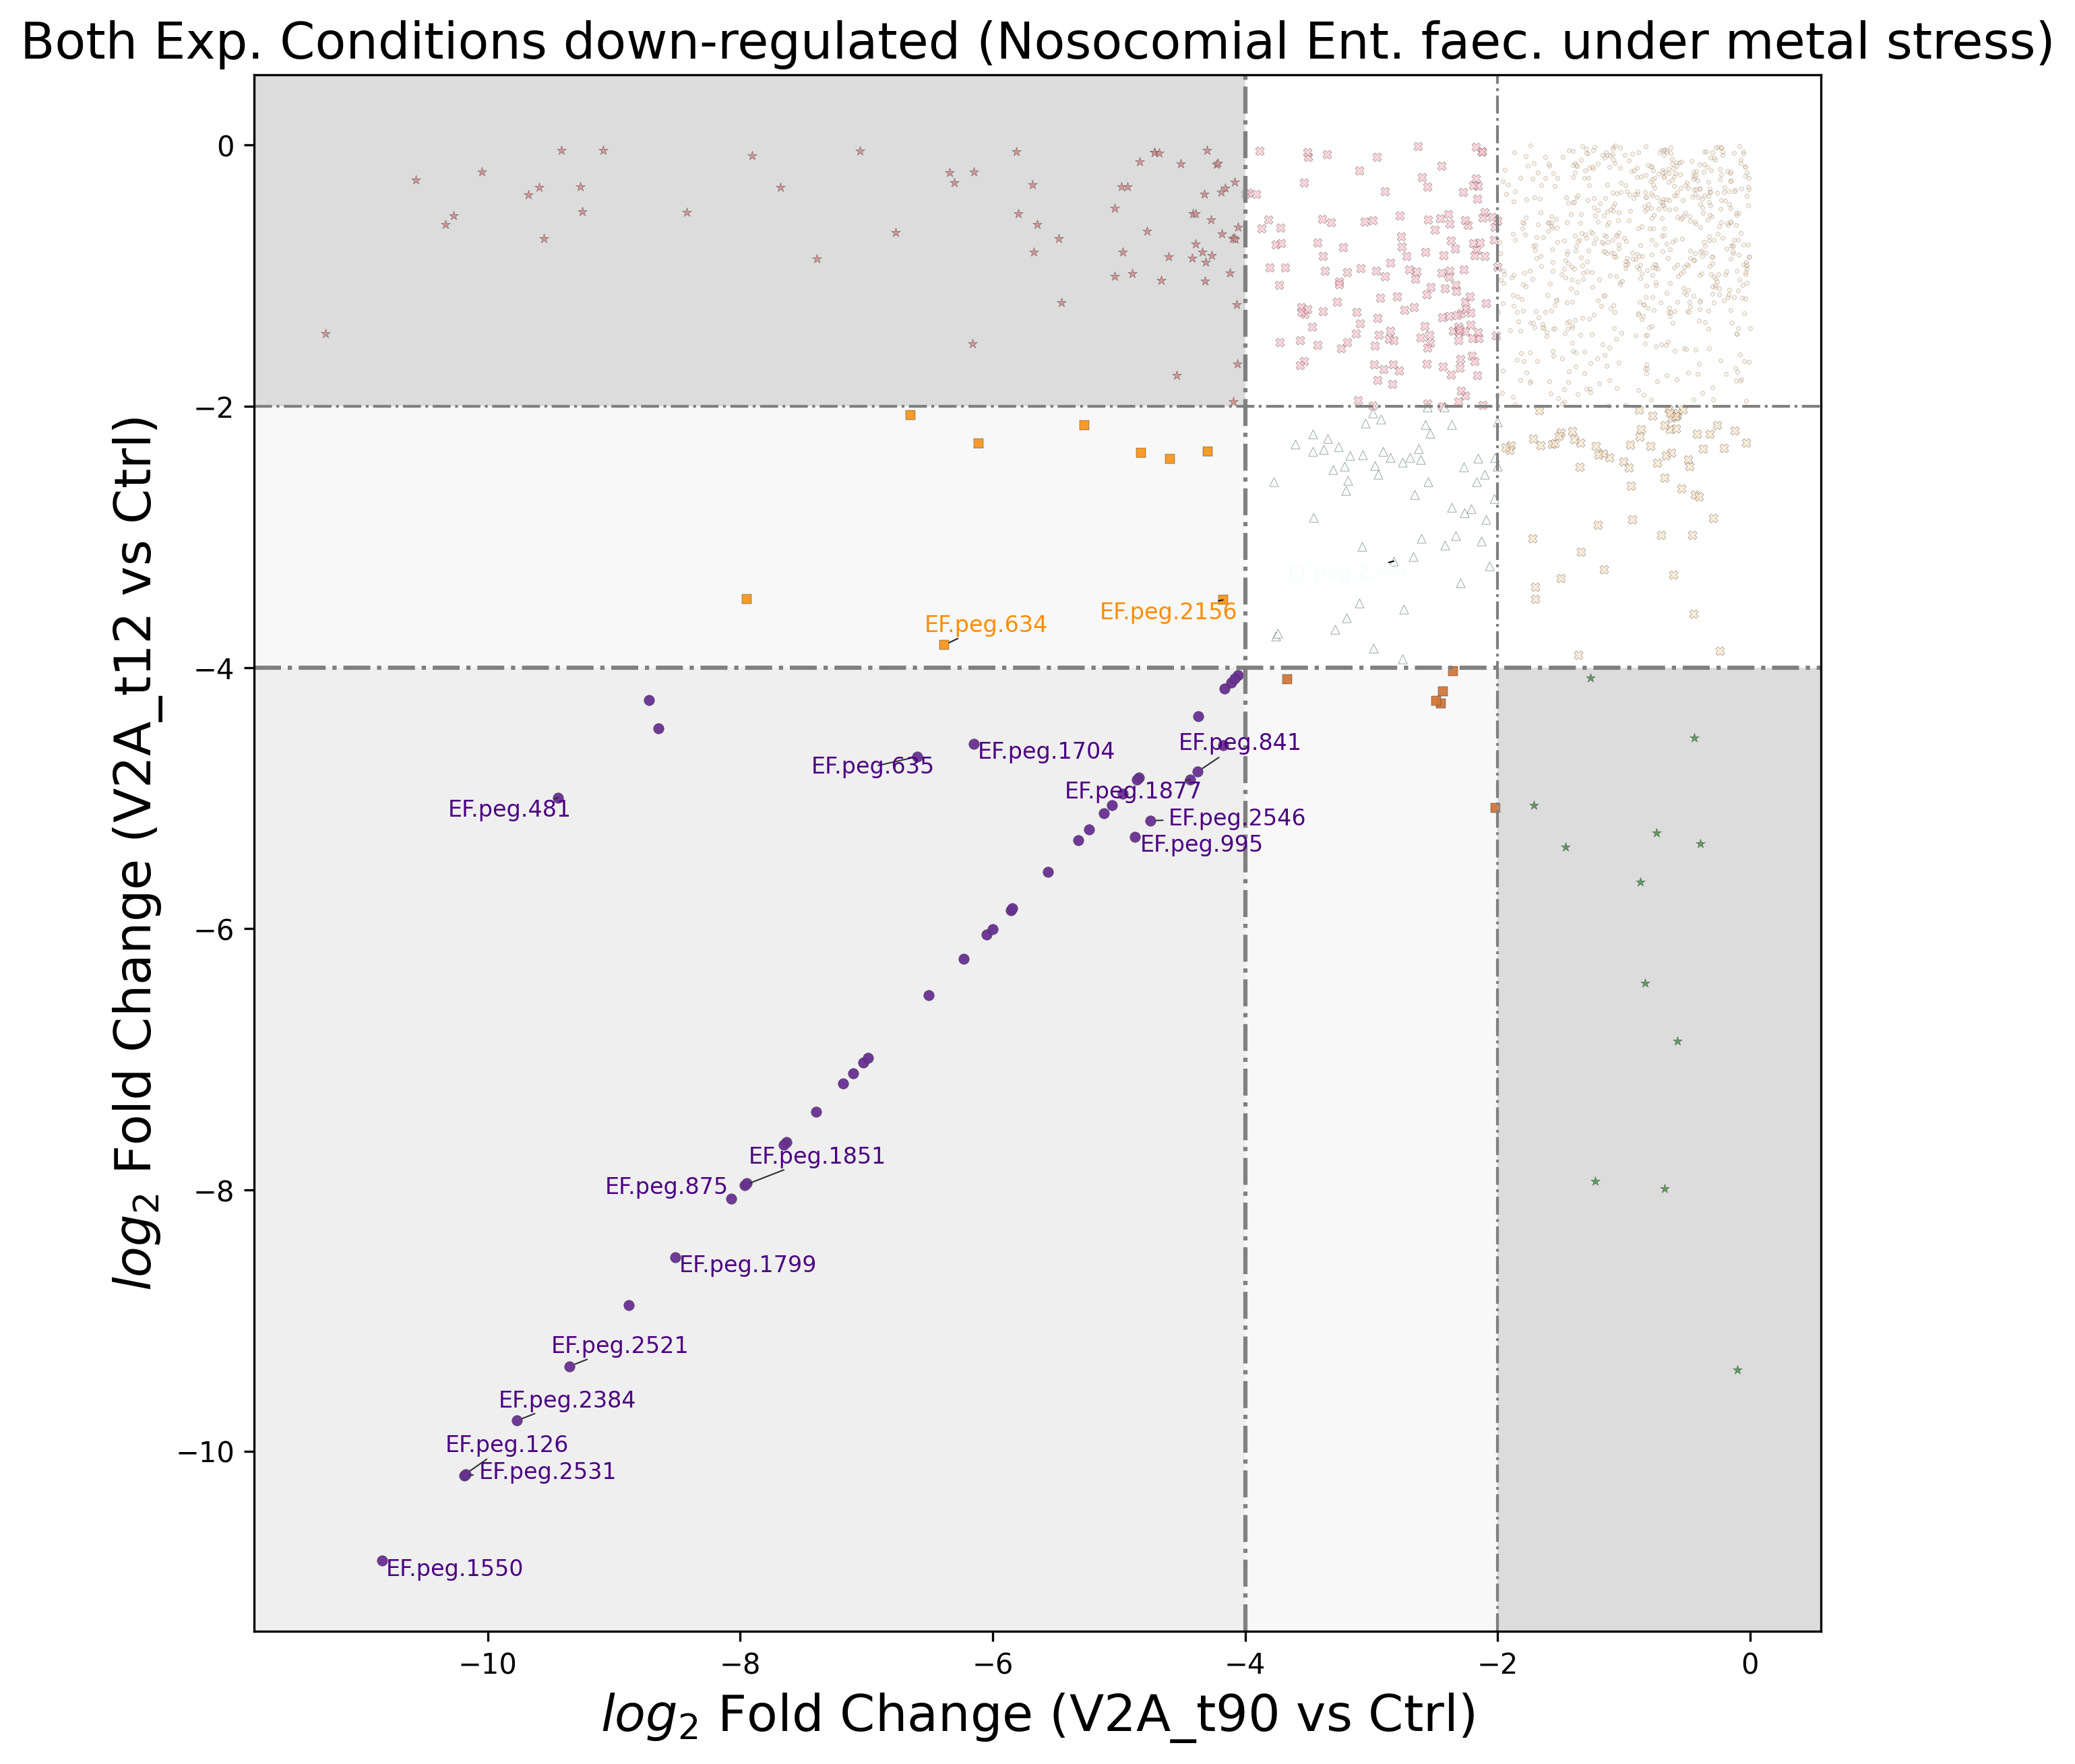 Both Exp. Conditions down-regulated (Nosocomial Ent. faec. under metal stress)
log2 Fold Change (V2A_t12 vs Ctrl)
0
−2
−4
−6
−8
−10
EF.peg.2156
EF.peg.634
EF.peg.841
EF.peg.1704
EF.peg.635
EF.peg.1877
EF.peg.481
EF.peg.2546
EF.peg.995
EF.peg.1851
EF.peg.875
EF.peg.1799
EF.peg.2521
EF.peg.2384
EF.peg.126
EF.peg.2531
EF.peg.1550
−10 −8 −6 −4 −2 0
log2 Fold Change (V2A_t90 vs Ctrl)